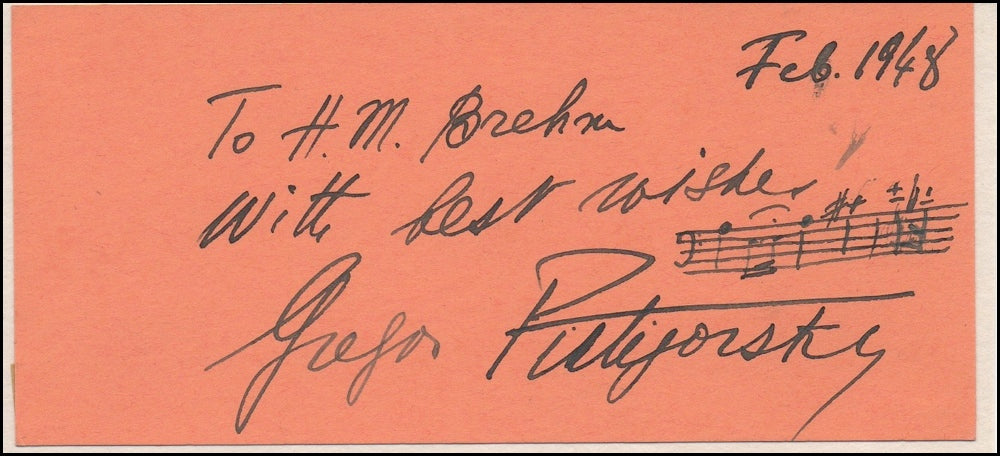 Feb. 1948
To H. M. Brehm
With best wishes
Gregor Piatigorsky